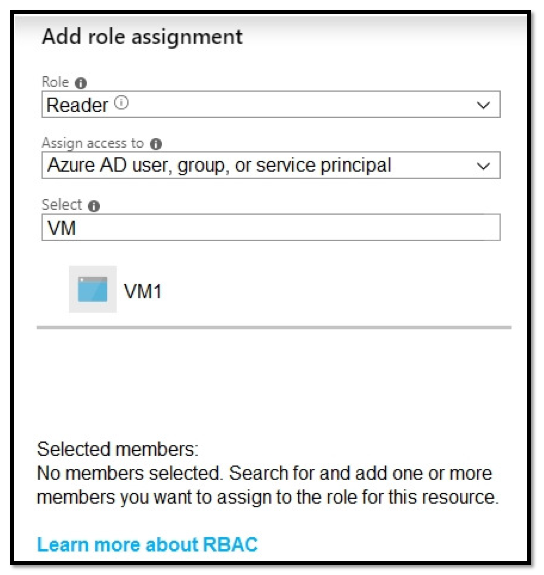 Add role assignment
Role
Reader
Assign access to
Azure AD user, group, or service principal
Select
VM
VM1
Selected members:
No members selected. Search for and add one or more
members you want to assign to the role for this resource.
Learn more about RBAC